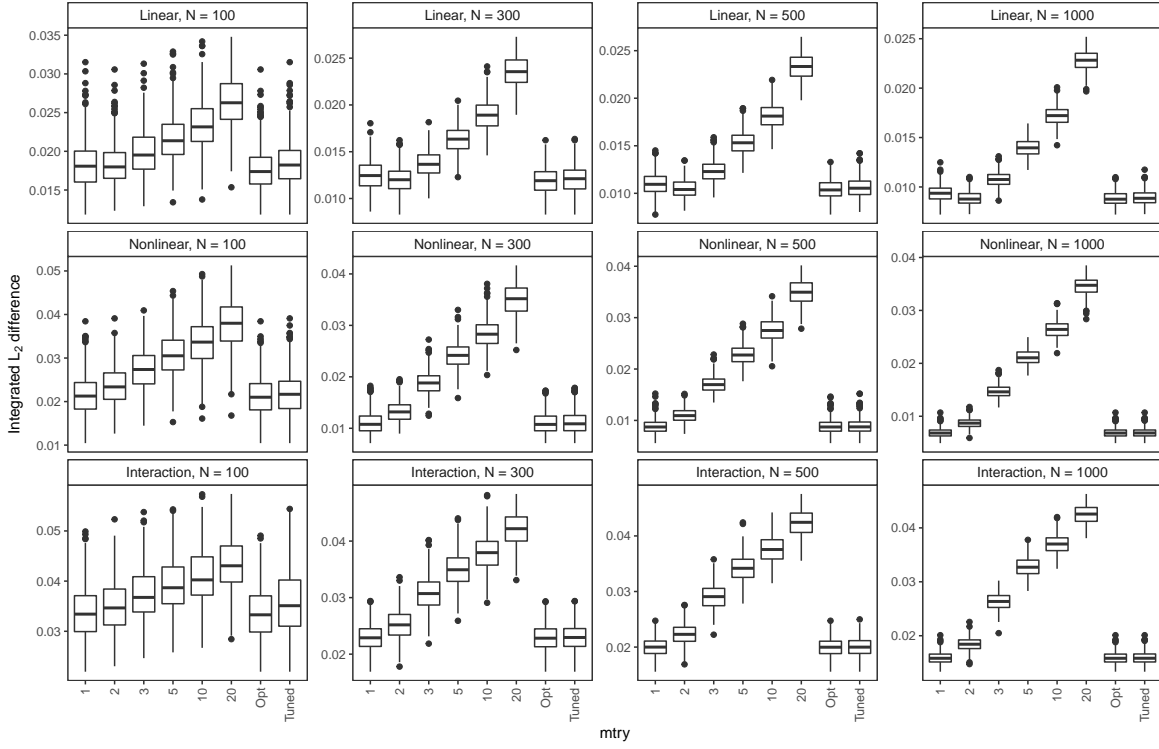 Linear, N = 100
Linear, N = 300
Linear, N = 500
Linear, N = 1000
0.035
0.030
0.025
0.020
0.015
0.020
0.015
0.010
0.025
0.020
0.015
0.010
0.025
0.020
0.015
0.010
Nonlinear, N = 100
Nonlinear, N = 300
Nonlinear, N = 500
Nonlinear, N = 1000
0.05
0.04
0.03
0.02
0.01
0.04
0.03
0.02
0.01
0.04
0.03
0.02
0.01
0.04
0.03
0.02
0.01
Interaction, N = 100
Interaction, N = 300
Interaction, N = 500
Interaction, N = 1000
0.05
0.04
0.03
0.05
0.04
0.03
0.02
0.04
0.03
0.02
0.04
0.03
0.02
1 2 3 5 10 20 Opt Tuned
1 2 3 5 10 20 Opt Tuned
1 2 3 5 10 20 Opt Tuned
1 2 3 5 10 20 Opt Tuned
mtry
Integrated L₂ difference